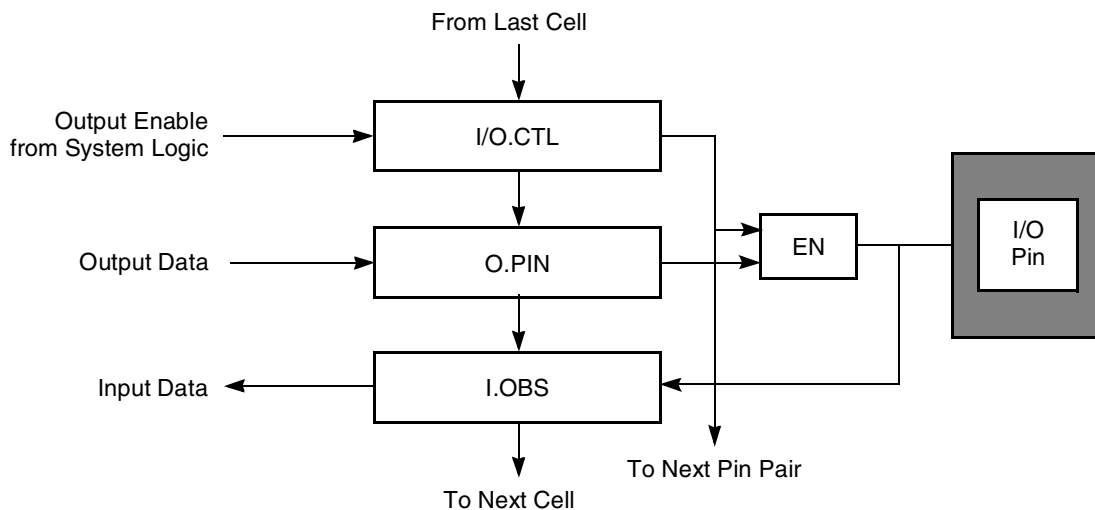 From Last Cell
Output Enable
from System Logic
I/O.CTL
Output Data
O.PIN
EN
I/O
Pin
Input Data
I.OBS
To Next Pin Pair
To Next Cell